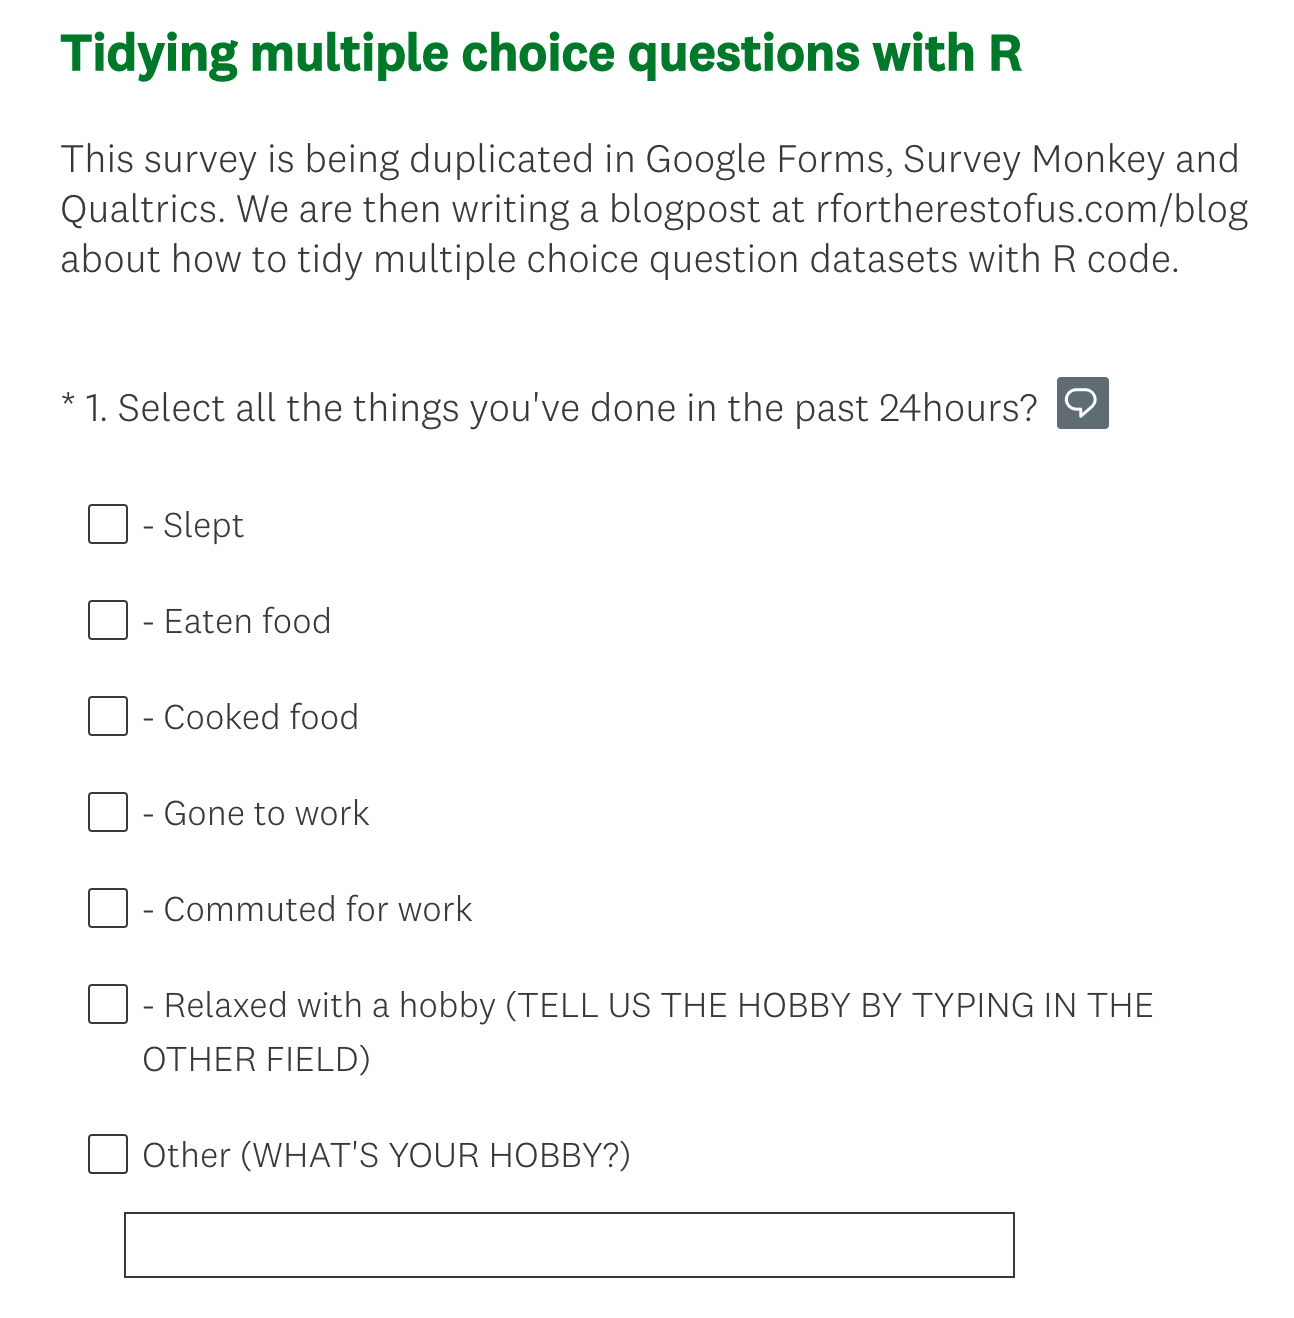 Tidying multiple choice questions with R
This survey is being duplicated in Google Forms, Survey Monkey and
Qualtrics. We are then writing a blogpost at rfortherestofus.com/blog
about how to tidy multiple choice question datasets with R code.
* 1. Select all the things you've done in the past 24hours?
- Slept
- Eaten food
- Cooked food
- Gone to work
- Commuted for work
- Relaxed with a hobby (TELL US THE HOBBY BY TYPING IN THE
OTHER FIELD)
Other (WHAT'S YOUR HOBBY?)